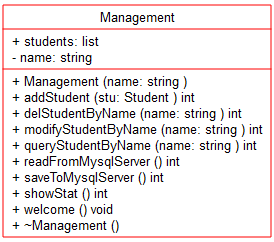 Management
+ students: list
- name: string
+ Management (name: string )
+ addStudent (stu: Student ) int
+ delStudentByName (name: string ) int
+ modifyStudentByName (name: string ) int
+ queryStudentByName (name: string ) int
+ readFromMysqlServer () int
+ saveToMysqlServer () int
+ showStat () int
+ welcome () void
+ ~Management ()